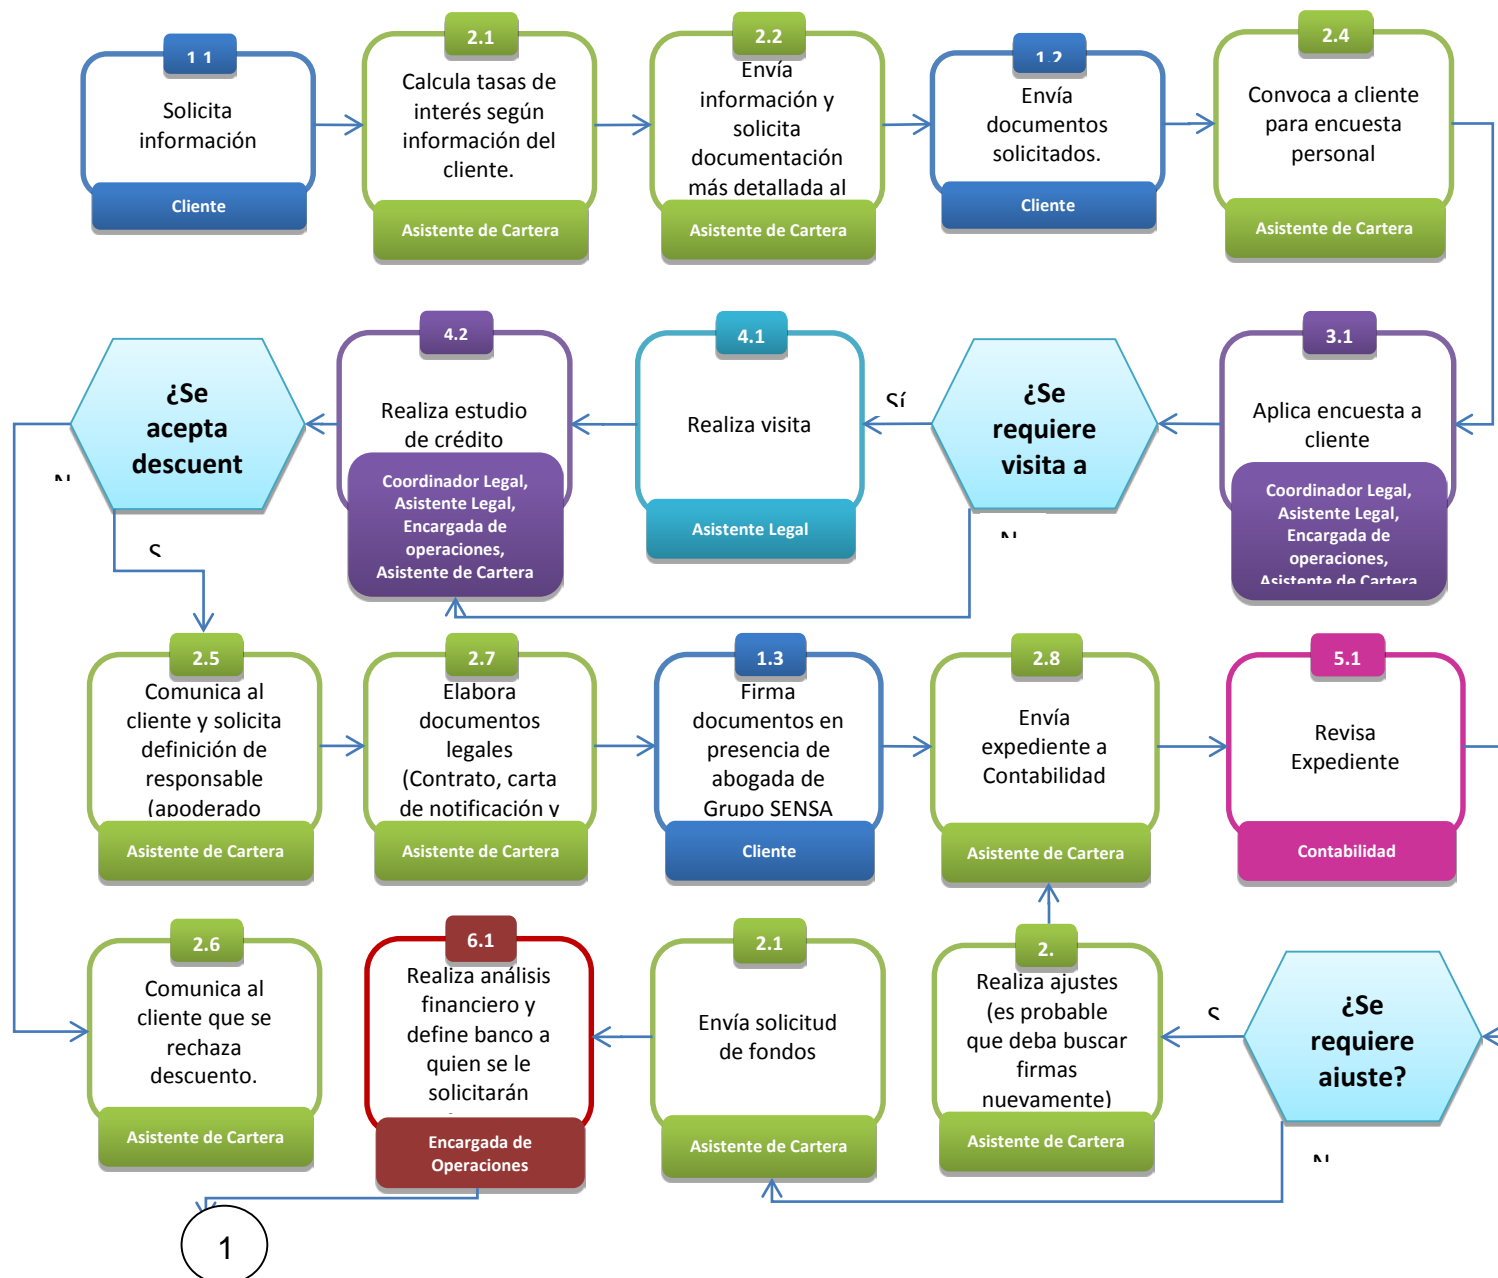 1.1
Solicita
información
Cliente
2.1
Calcula tasas de
interés según
información del
cliente.
Asistente de Cartera
2.2
Envía
información y
solicita
documentación
más detallada al
Asistente de Cartera
1.2
Envía
documentos
solicitados.
Cliente
2.4
Convoca a cliente
para encuesta
personal
Asistente de Cartera
¿Se
acepta
descuent
4.2
Realiza estudio
de crédito
Coordinador Legal,
Asistente Legal,
Encargada de
operaciones,
Asistente de Cartera
4.1
Realiza visita
Asistente Legal
Sí
¿Se
requiere
visita a
N
3.1
Aplica encuesta a
cliente
Coordinador Legal,
Asistente Legal,
Encargada de
operaciones,
Asistente de Cartera
N
S
2.5
Comunica al
cliente y solicita
definición de
responsable
(apoderado
Asistente de Cartera
2.7
Elabora
documentos
legales
(Contrato, carta
de notificación y
Asistente de Cartera
1.3
Firma
documentos en
presencia de
abogada de
Grupo SENSA
Cliente
2.8
Envía
expediente a
Contabilidad
Asistente de Cartera
5.1
Revisa
Expediente
Contabilidad
2.6
Comunica al
cliente que se
rechaza
descuento.
Asistente de Cartera
6.1
Realiza análisis
financiero y
define banco a
quien se le
solicitarán
Encargada de
Operaciones
2.1
Envía solicitud
de fondos
Asistente de Cartera
2.
Realiza ajustes
(es probable
que deba buscar
firmas
nuevamente)
Asistente de Cartera
S
¿Se
requiere
ajuste?
N
1